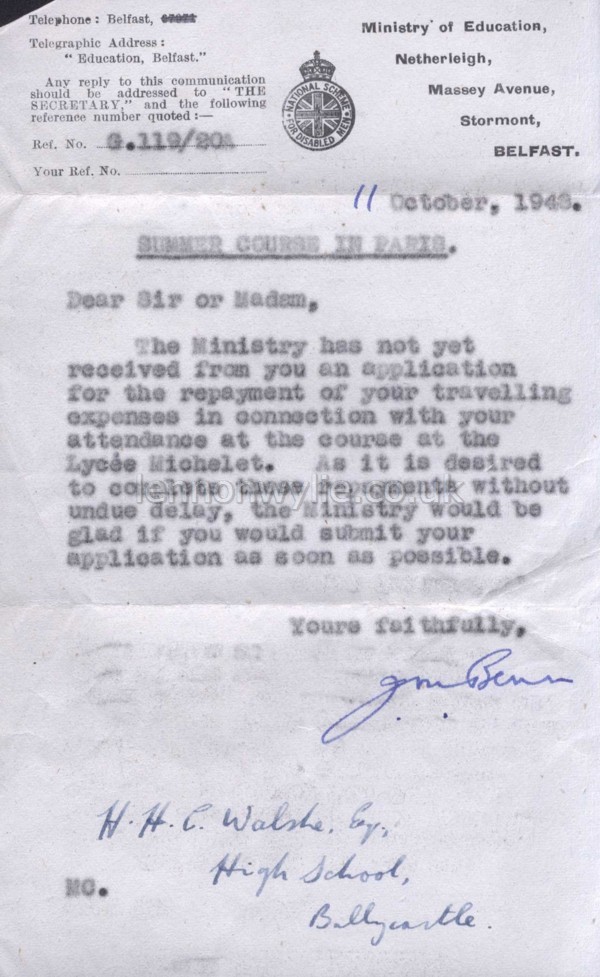 Telephone: Belfast,
Telegraphic Address:
"Education, Belfast."
Any reply to this communication
should be addressed to "THE
SECRETARY," and the following
reference number quoted:—
Ref. No. G.119/20A
Your Ref. No.
NATIONAL SCHEME
FOR DISABLED MEN
Ministry of Education,
Netherleigh,
Massey Avenue,
Stormont,
BELFAST.
11 October, 1948.
SUMMER COURSE IN PARIS.
Dear Sir or Madam,
The Ministry has not yet
received from you an application
for the repayment of your travelling
expenses in connection with your
attendance at the course at the
Lycée Michelet. As it is desired
to complete these repayments without
undue delay, the Ministry would be
glad if you would submit your
application as soon as possible.
lennonwylie.co.uk
Yours faithfully,
H. H. C. Walshe, Esq.,
High School,
Ballycastle.
MC.